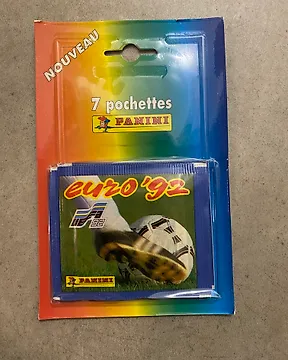 NOUVEAU
7 pochettes
PANINI
euro '92
PANINI